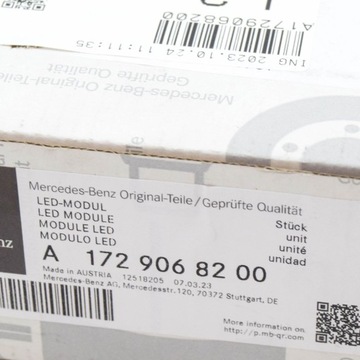 A1729068200
ING 2023.10.24 11:11:35
Mercedes-Benz Original-Teile
Geprüfte Qualität
Mercedes-Benz Original-Teile/Geprüfte Qualität
LED-MODUL
LED MODULE
MODULE LED
MODULO LED
Stück
unit
unité
unidad
A 172 906 82 00
Made in AUSTRIA 12518205 07.03.23
Mercedes-Benz AG, Mercedesstr.120, 70372 Stuttgart, DE
More information on
http://p.mb-qr.com
nz